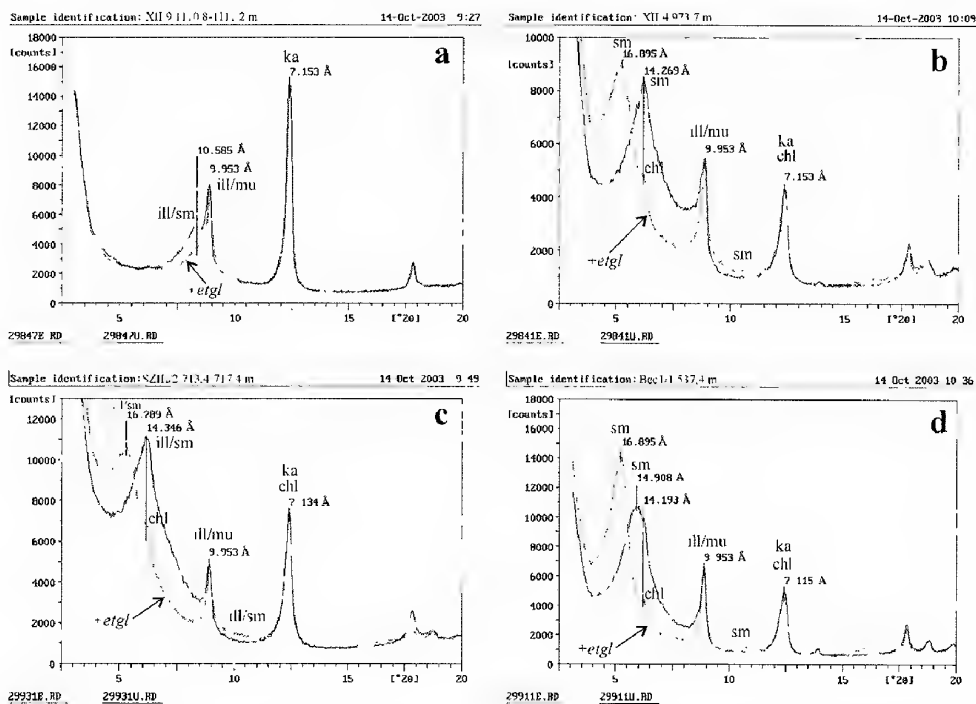 Sample identification: XII 9 110.8-111.2 m 14-Oct-2003 9:27
[counts]
a
18000
16000
14000
12000
10000
8000
6000
4000
2000
0
ka
7.153 Å
10.585 Å
9.953 Å
ill/mu
ill/sm
+etgl
5
10
15
[°2θ]
20
29847E.RD 29847U.RD
Sample identification: XII 4 973.7 m 14-Oct-2003 10:09
10000
[counts]
b
8000
6000
4000
2000
0
sm
16.895 Å
14.269 Å
sm
chl
ill/mu
9.953 Å
ka
chl
7.153 Å
+etgl
sm
5
10
15
[°2θ]
20
29841E.RD 29841U.RD
Sample identification: 2 713.4 717.4 m 14-Oct 2003 9 49
[counts]
c
12000
10000
8000
6000
4000
2000
0
16.789 Å
14.346 Å
ill/sm
chl
ill/mu
9.953 Å
ka
chl
7 134 Å
+etgl
ill/sm
5
10
15
[°2θ]
20
29931E.RD 29931U.RD
Sample identification: 537,4 m 14 Oct 2003 10 36
18000
[counts]
d
16000
14000
12000
10000
8000
6000
4000
2000
0
sm
16.895 Å
sm
14.908 Å
14.193 Å
chl
ill/mu
9 953 Å
ka
chl
7 115 Å
+etgl
sm
5
10
15
[°2θ]
20
29911E.RD 29911U.RD